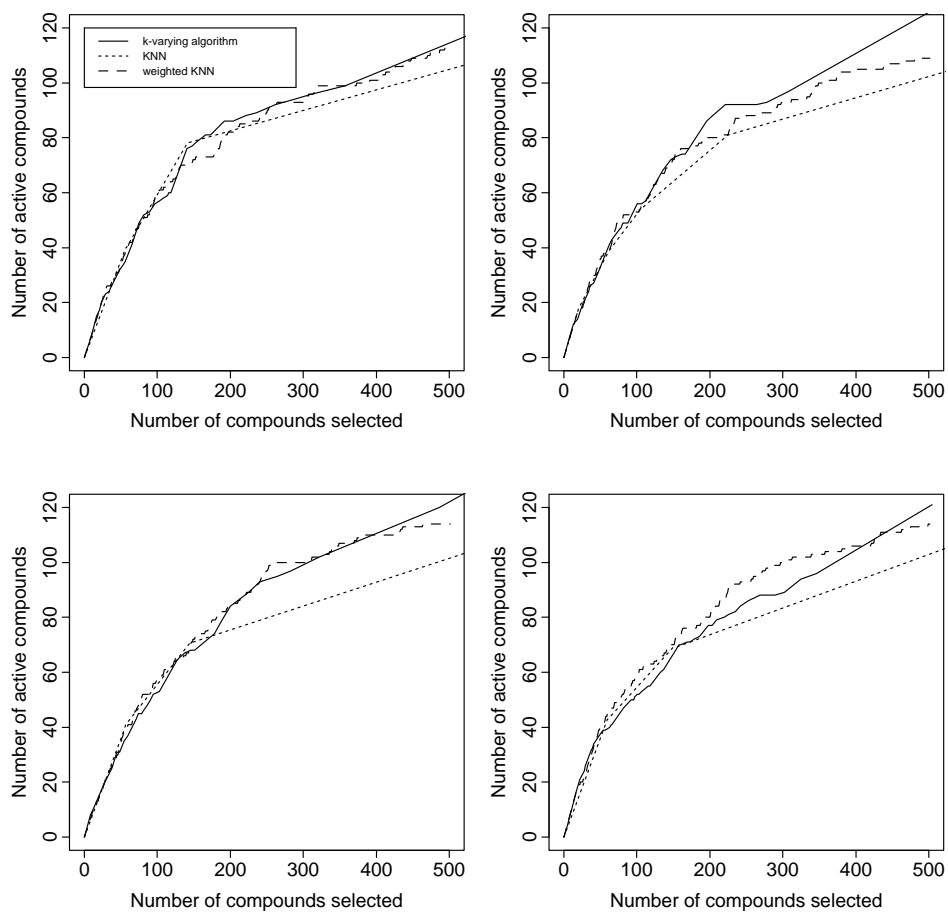 k-varying algorithm
KNN
weighted KNN
Number of active compounds
0 20 40 60 80 100 120
0 100 200 300 400 500
Number of compounds selected
Number of active compounds
0 20 40 60 80 100 120
0 100 200 300 400 500
Number of compounds selected
Number of active compounds
0 20 40 60 80 100 120
0 100 200 300 400 500
Number of compounds selected
Number of active compounds
0 20 40 60 80 100 120
0 100 200 300 400 500
Number of compounds selected